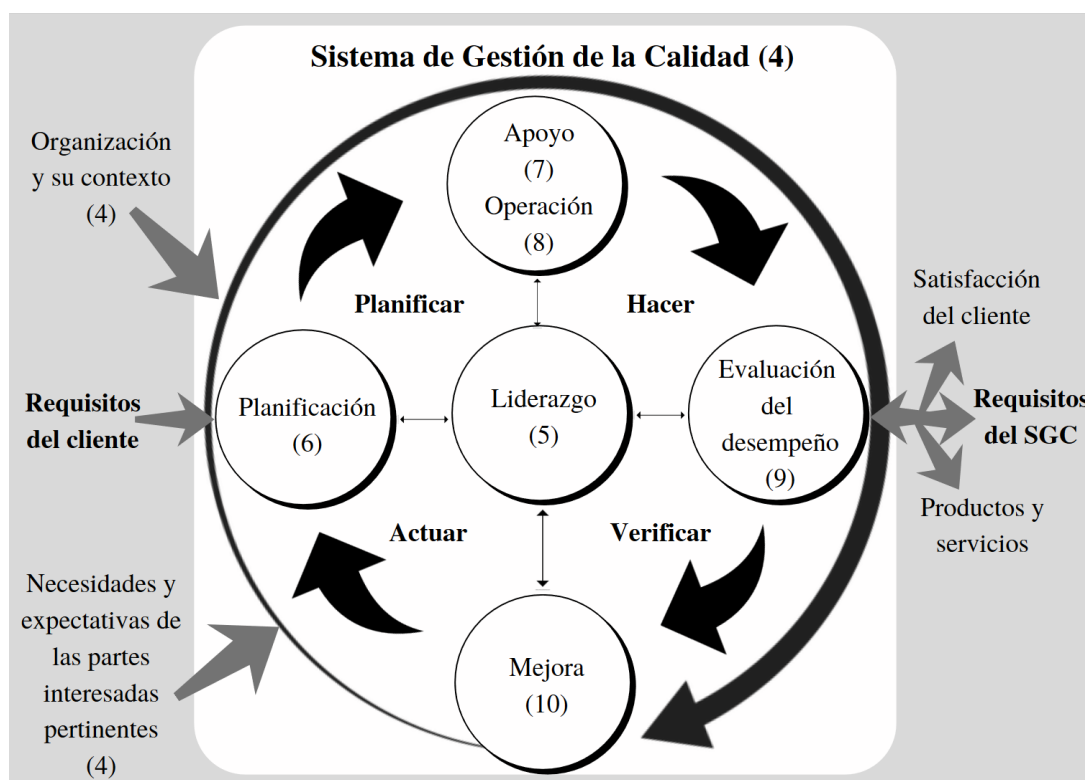 Sistema de Gestión de la Calidad (4)
Organización
y su contexto
(4)
Apoyo
(7)
Operación
(8)
Planificar
Hacer
Satisfacción
del cliente
Requisitos
del cliente
Planificación
(6)
Liderazgo
(5)
Evaluación
del
desempeño
(9)
Requisitos
del SGC
Actuar
Verificar
Productos y
servicios
Necesidades y
expectativas de
las partes
interesadas
pertinentes
(4)
Mejora
(10)